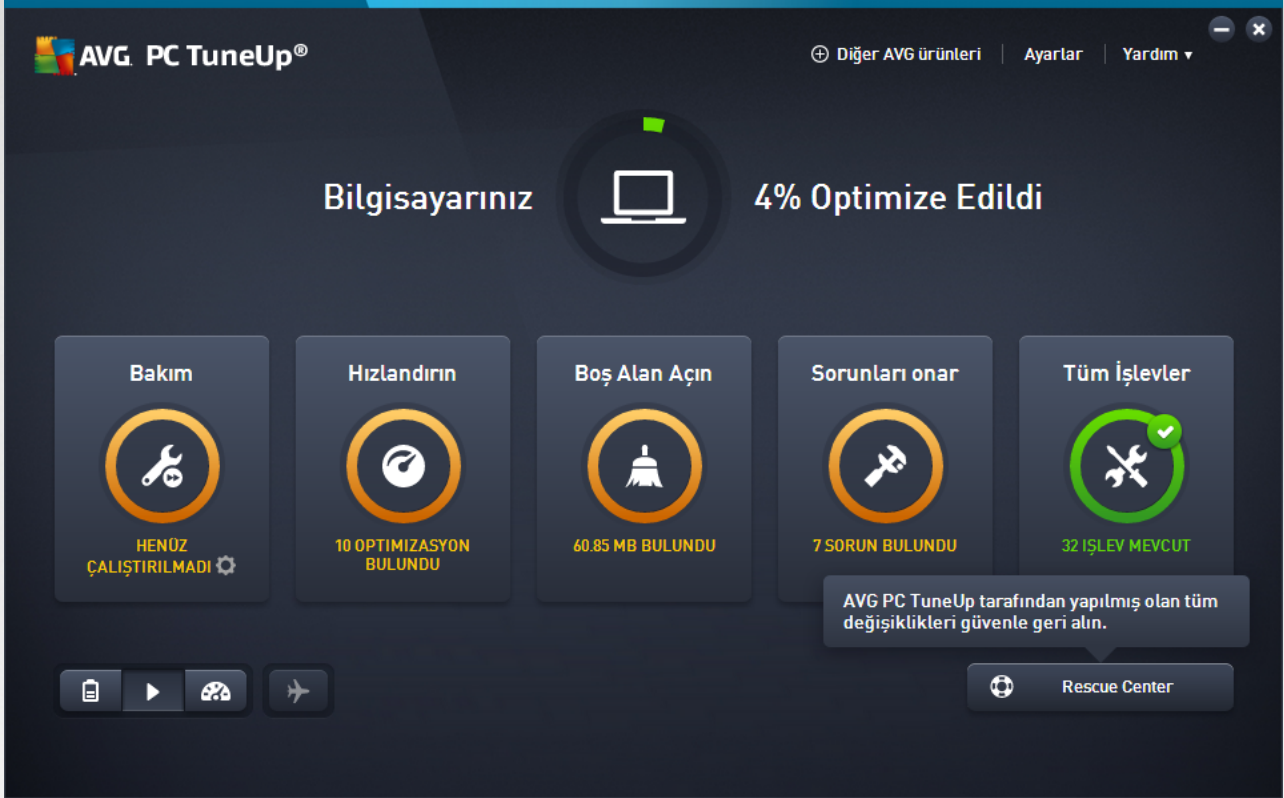 AVG. PC TuneUp®
Diğer AVG ürünleri
Ayarlar
Yardım
Bilgisayarınız
4% Optimize Edildi
Bakım
HENÜZ
ÇALIŞTIRILMADI
Hızlandırın
10 OPTIMIZASYON
BULUNDU
Boş Alan Açın
60.85 MB BULUNDU
Sorunları onar
7 SORUN BULUNDU
Tüm İşlevler
32 IŞLEV MEVCUT
AVG PC TuneUp tarafından yapılmış olan tüm
değişiklikleri güvenle geri alın.
Rescue Center